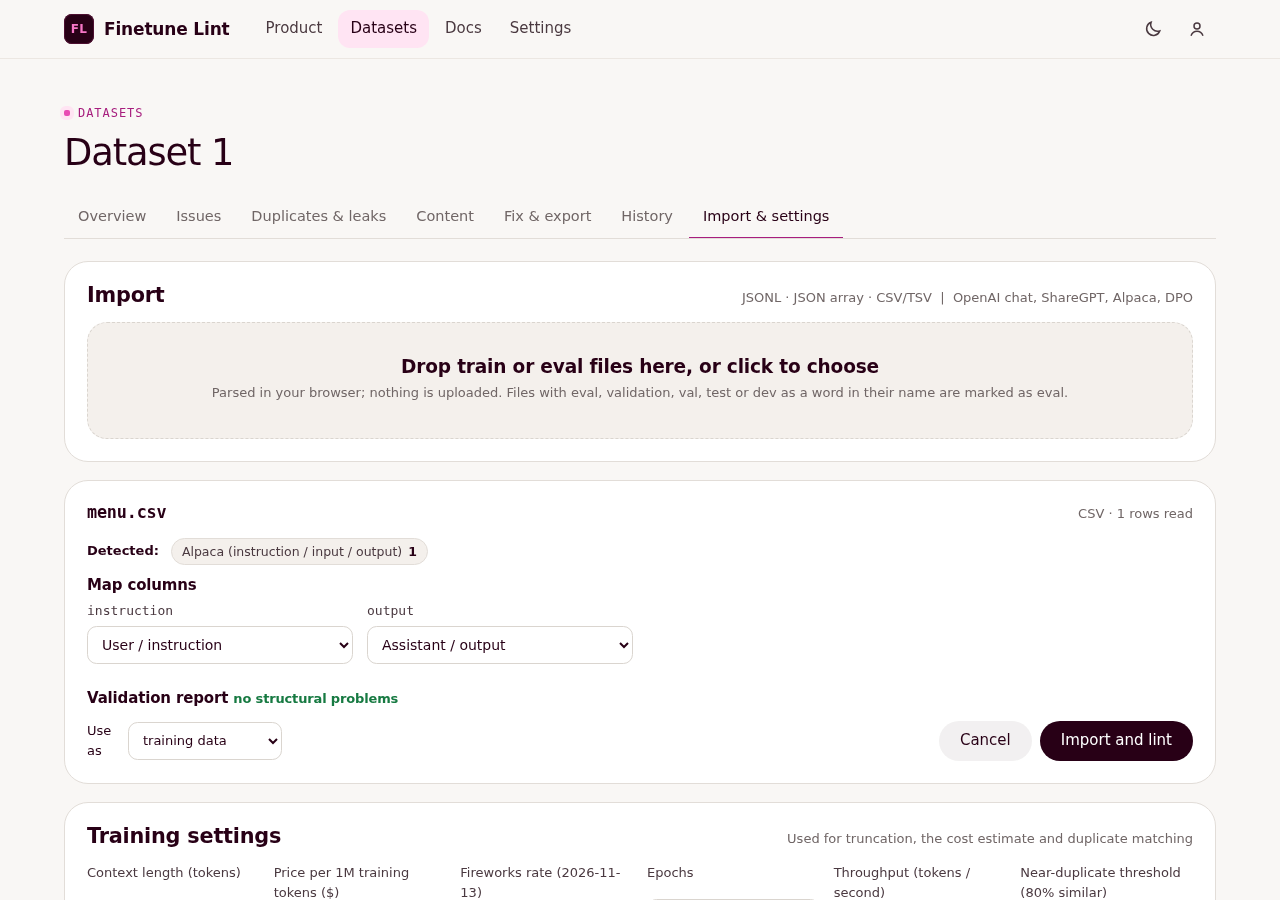 FL Finetune Lint Product Datasets Docs Settings
DATASETS
Dataset 1
Overview Issues Duplicates & leaks Content Fix & export History Import & settings
Import JSONL · JSON array · CSV/TSV | OpenAI chat, ShareGPT, Alpaca, DPO
Drop train or eval files here, or click to choose
Parsed in your browser; nothing is uploaded. Files with eval, validation, val, test or dev as a word in their name are marked as eval.
menu.csv CSV · 1 rows read
Detected: Alpaca (instruction / input / output) 1
Map columns
instruction output
User / instruction Assistant / output
Validation report no structural problems
Use as training data Cancel Import and lint
Training settings Used for truncation, the cost estimate and duplicate matching
Context length (tokens) Price per 1M training tokens ($) Fireworks rate (2026-11-13) Epochs Throughput (tokens / second) Near-duplicate threshold (80% similar)